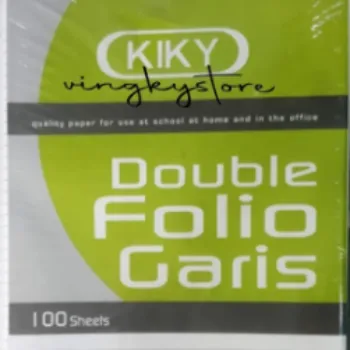 KIKY
vingkystore
quality paper for use at school at home and in the office
Double
Folio
Garis
100 Sheets